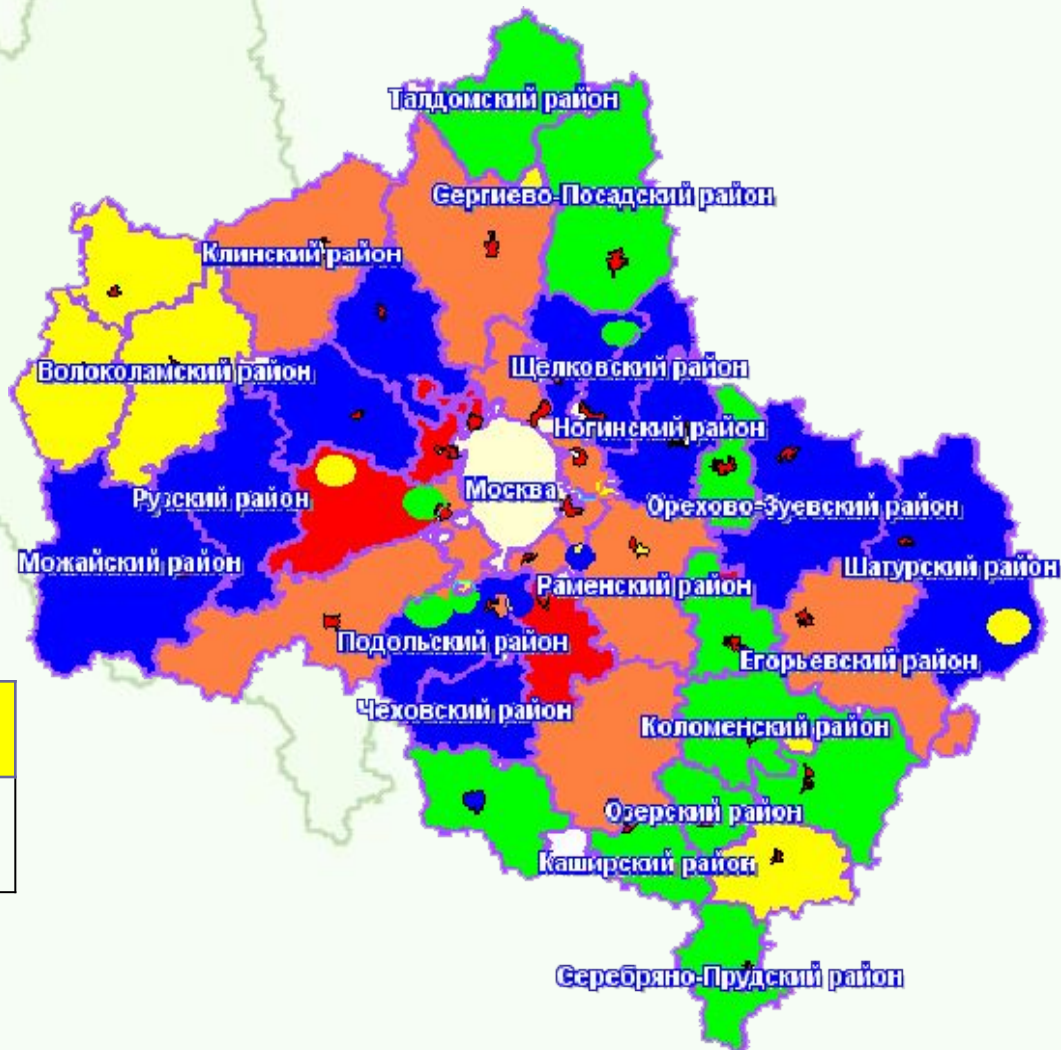 Талдомский район
Сергиево-Посадский район
Клинский район
Щелковский район
Волоколамский район
Ногинский район
Москва
Рузский район
Орехово-Зуевский район
Можайский район
Шатурский район
Раменский район
Подольский район
Егорьевский район
Чеховский район
Коломенский район
Озерский район
Каширский район
Серебряно-Прудский район